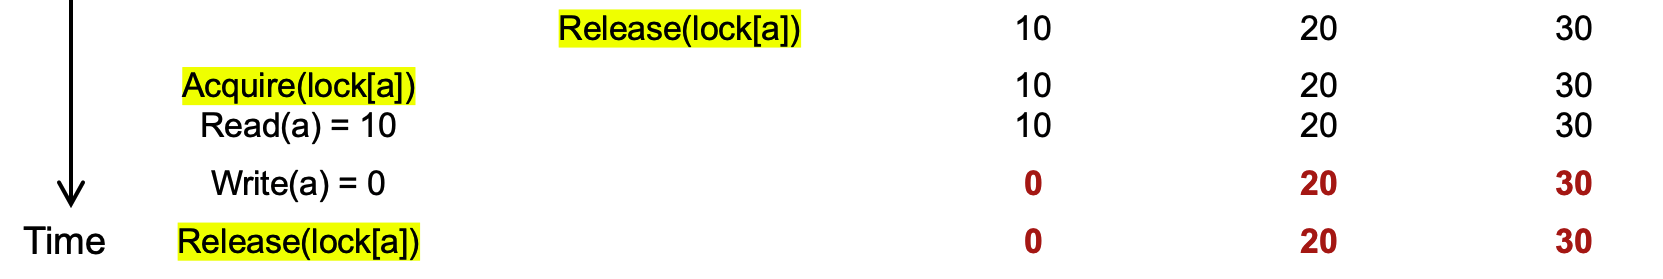 Release(lock[a]) 10 20 30
Acquire(lock[a]) 10 20 30
Read(a) = 10 10 20 30
Write(a) = 0 0 20 30
Time Release(lock[a]) 0 20 30